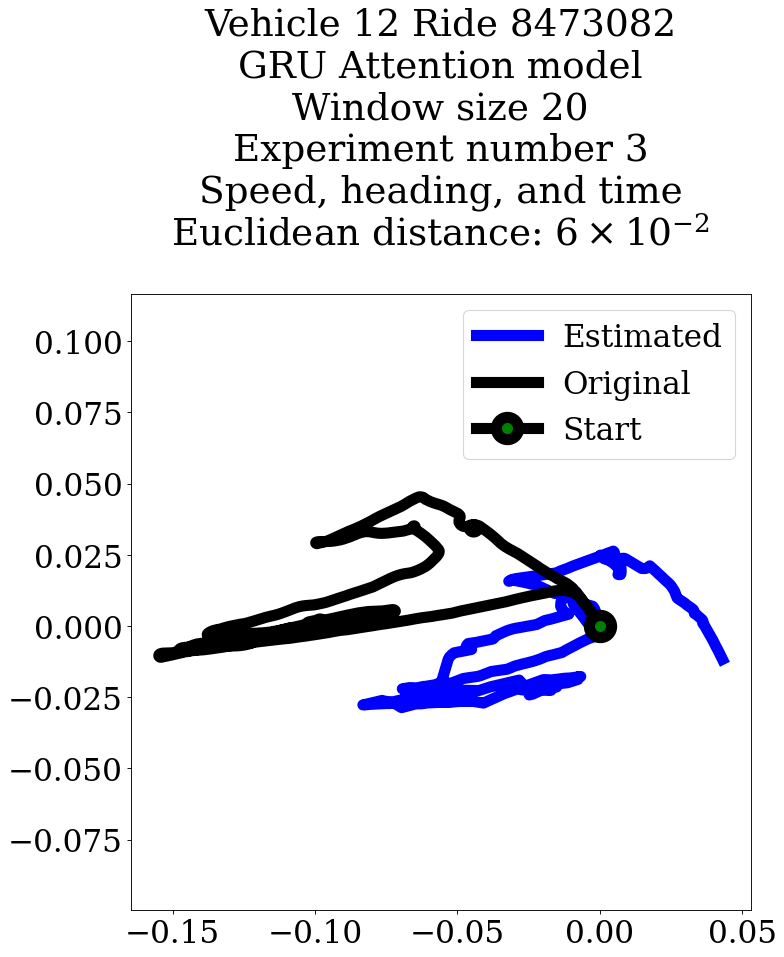 Vehicle 12 Ride 8473082
GRU Attention model
Window size 20
Experiment number 3
Speed, heading, and time
Euclidean distance: 6 × 10⁻²
Estimated
Original
Start
0.100
0.075
0.050
0.025
0.000
−0.025
−0.050
−0.075
−0.15 −0.10 −0.05 0.00 0.05